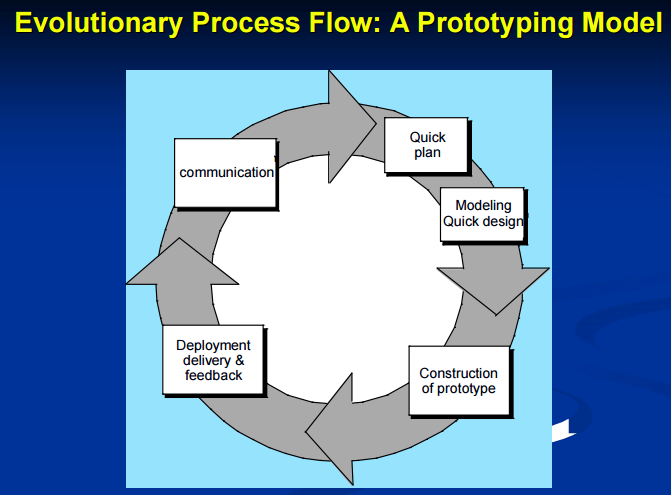 Evolutionary Process Flow: A Prototyping Model
communication
Quick
plan
Modeling
Quick design
Construction
of prototype
Deployment
delivery &
feedback